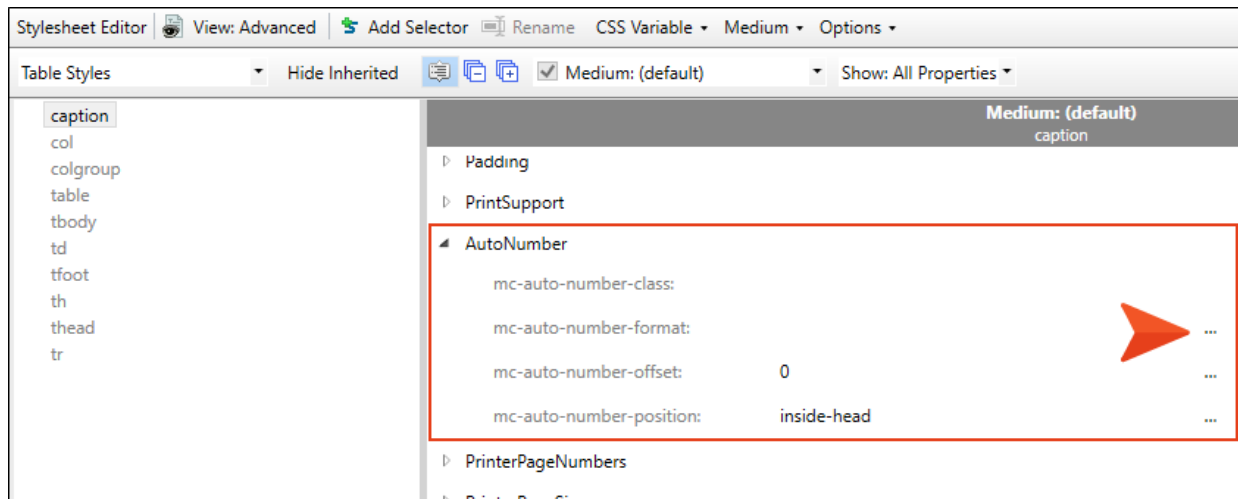 Stylesheet Editor View: Advanced Add Selector Rename CSS Variable Medium Options
Table Styles Hide Inherited Medium: (default) Show: All Properties
caption
col
colgroup
table
tbody
td
tfoot
th
thead
tr
Medium: (default)
caption
Padding
PrintSupport
AutoNumber
mc-auto-number-class:
mc-auto-number-format: ...
mc-auto-number-offset: 0 ...
mc-auto-number-position: inside-head ...
PrinterPageNumbers